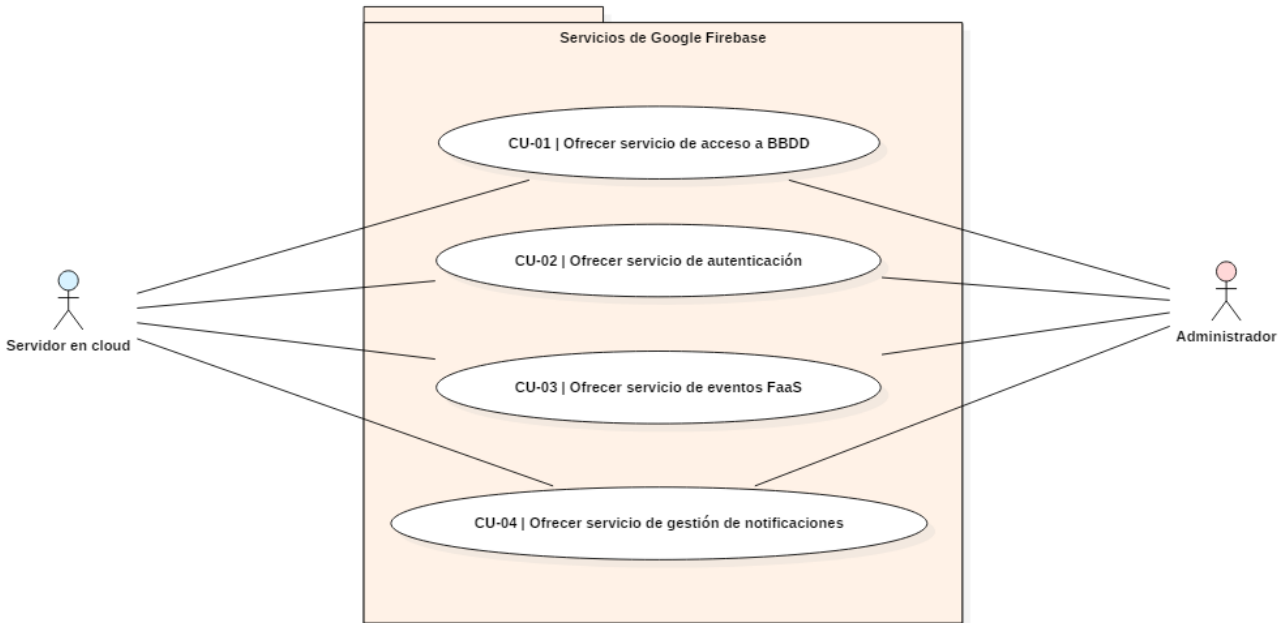 Servicios de Google Firebase
CU-01 | Ofrecer servicio de acceso a BBDD
CU-02 | Ofrecer servicio de autenticación
Servidor en cloud
Administrador
CU-03 | Ofrecer servicio de eventos FaaS
CU-04 | Ofrecer servicio de gestión de notificaciones